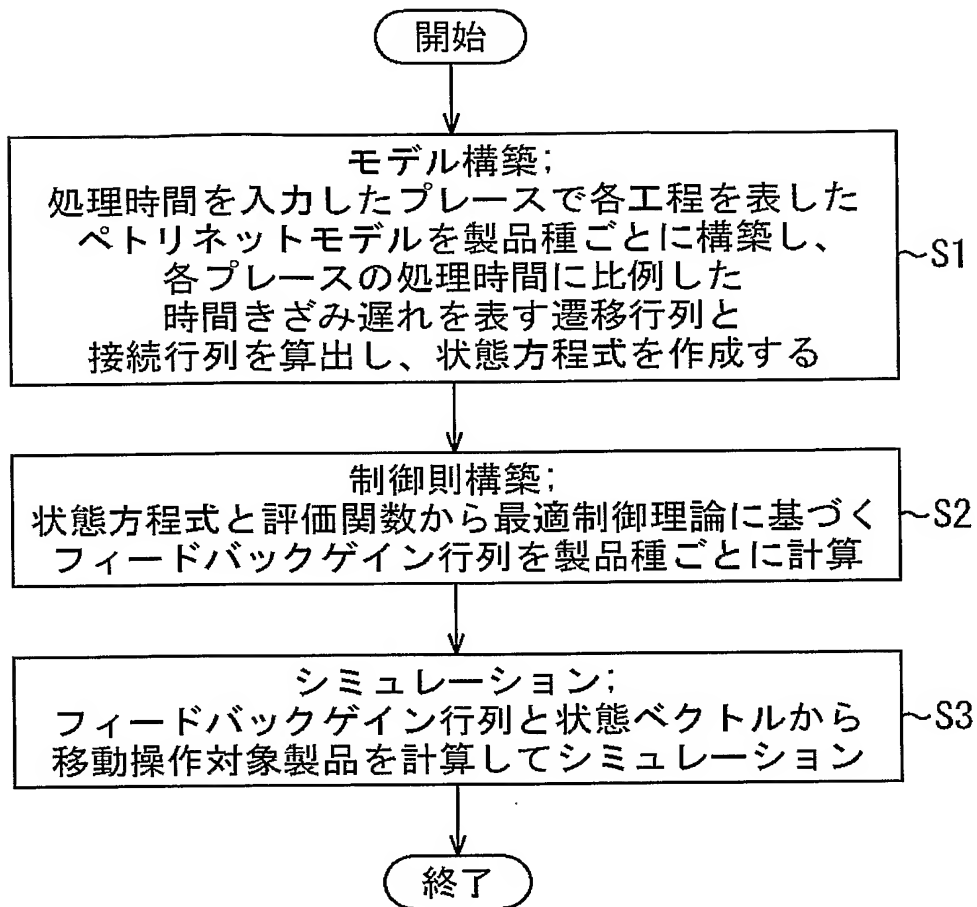 開始
モデル構築;
処理時間を入力したプレースで各工程を表した
ペトリネットモデルを製品種ごとに構築し、
各プレースの処理時間に比例した
時間きざみ遅れを表す遷移行列と
接続行列を算出し、状態方程式を作成する
~S1
制御則構築;
状態方程式と評価関数から最適制御理論に基づく
フィードバックゲイン行列を製品種ごとに計算
~S2
シミュレーション;
フィードバックゲイン行列と状態ベクトルから
移動操作対象製品を計算してシミュレーション
~S3
終了